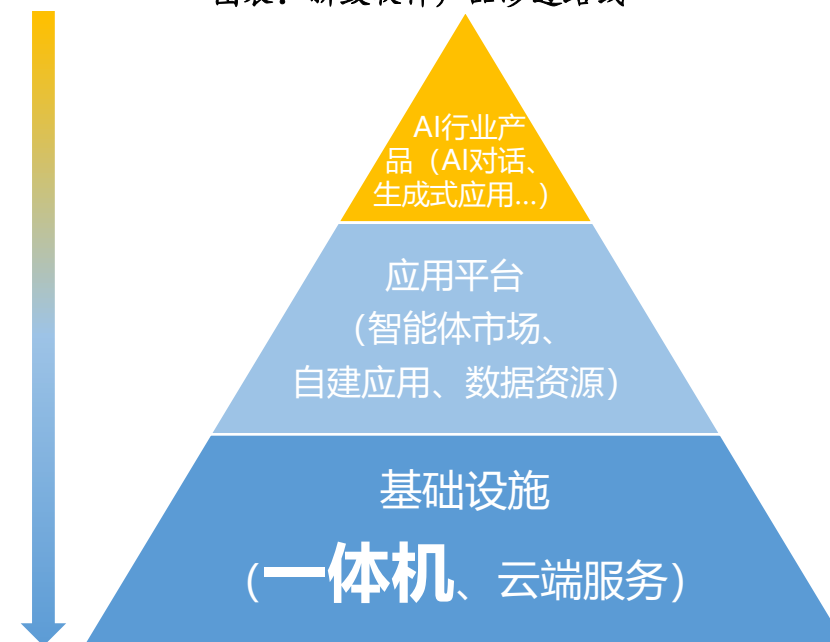 AI行业产
品（AI对话、
生成式应用...）
应用平台
（智能体市场、
自建应用、数据资源）
基础设施
（一体机、云端服务）